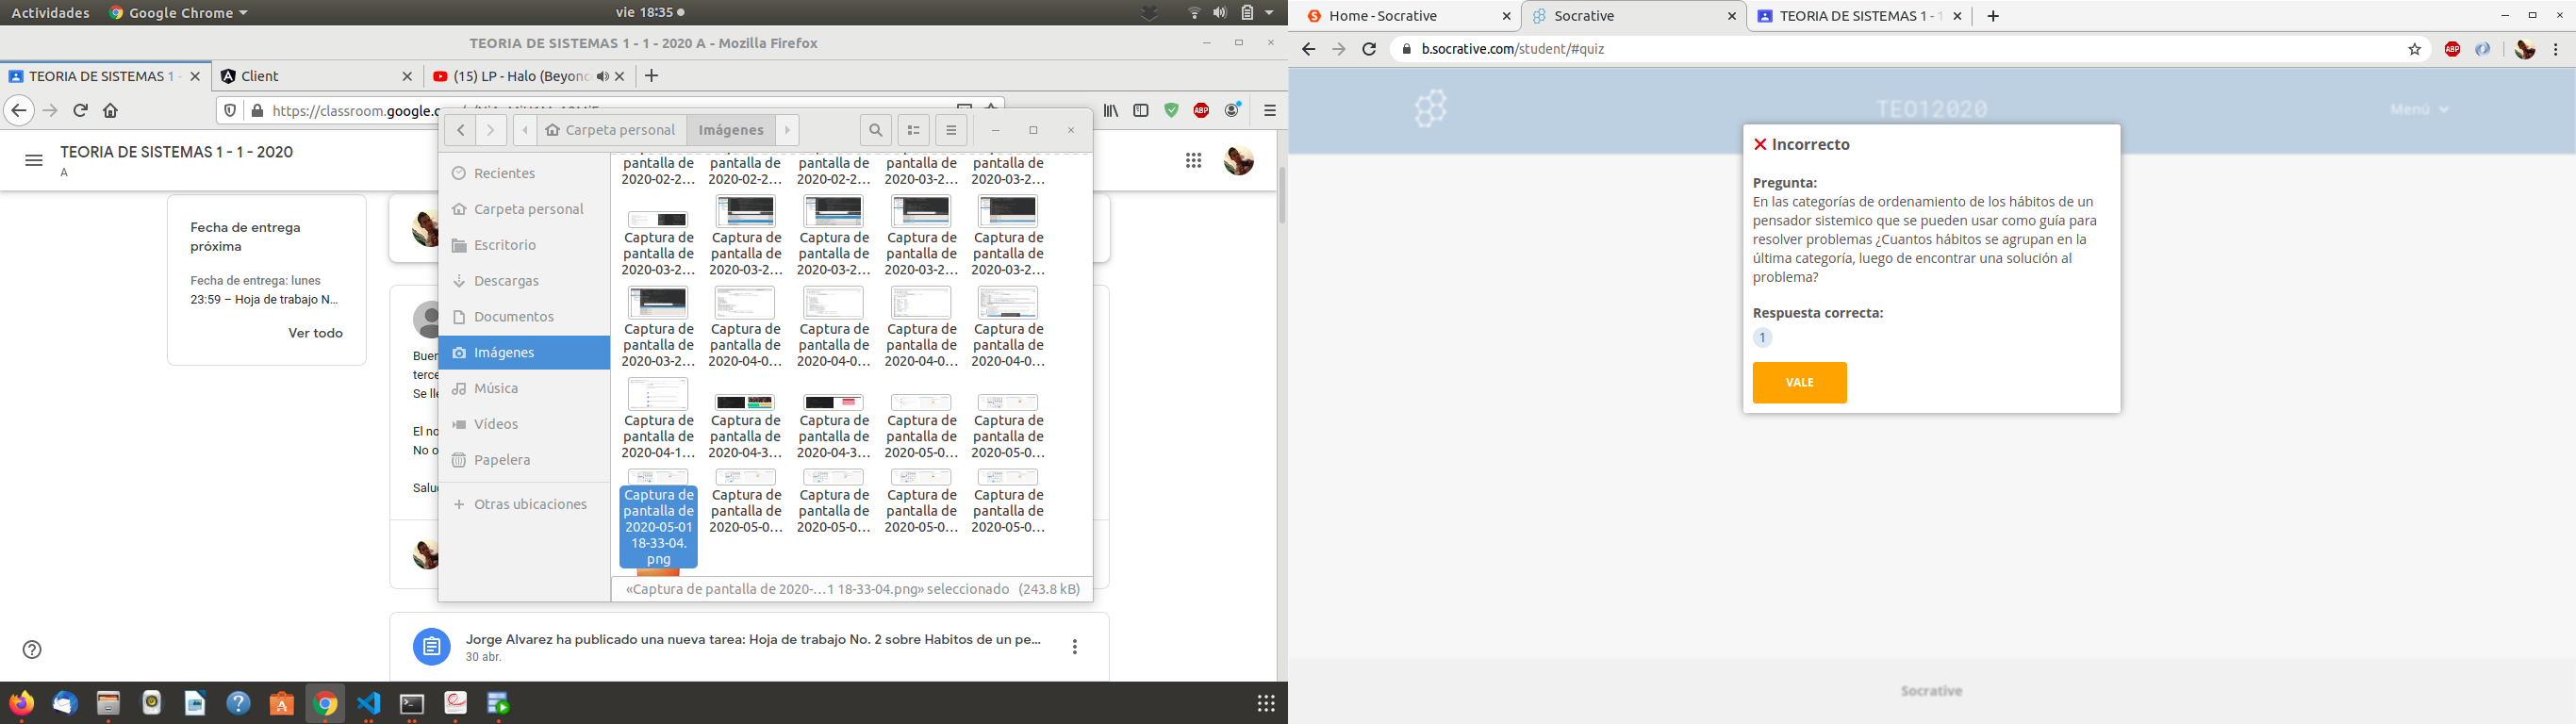 Actividades
Google Chrome
vie 18:35
TEORIA DE SISTEMAS 1 - 1 - 2020 A - Mozilla Firefox
TEORIA DE SISTEMAS 1 -
Client
(15) LP - Halo (Beyonc
https://classroom.google.c
TEORIA DE SISTEMAS 1 - 1 - 2020
A
Fecha de entrega
próxima
Fecha de entrega: lunes
23:59 – Hoja de trabajo N...
Ver todo
Buer
terce
Se lle
El no
No o
Salu
Carpeta personal
Imágenes
Recientes
Carpeta personal
Escritorio
Descargas
Documentos
Imágenes
Música
Vídeos
Papelera
Otras ubicaciones
pantalla de pantalla de pantalla de pantalla de pantalla de
2020-02-2... 2020-02-2... 2020-02-2... 2020-03-2... 2020-03-2...
Captura de Captura de Captura de Captura de Captura de
pantalla de pantalla de pantalla de pantalla de pantalla de
2020-03-2... 2020-03-2... 2020-03-2... 2020-03-2... 2020-03-2...
Captura de Captura de Captura de Captura de Captura de
pantalla de pantalla de pantalla de pantalla de pantalla de
2020-03-2... 2020-04-0... 2020-04-0... 2020-04-0... 2020-04-0...
Captura de Captura de Captura de Captura de Captura de
pantalla de pantalla de pantalla de pantalla de pantalla de
2020-04-1... 2020-04-3... 2020-04-3... 2020-05-0... 2020-05-0...
Captura de Captura de Captura de Captura de Captura de
pantalla de pantalla de pantalla de pantalla de pantalla de
2020-05-01 2020-05-0... 2020-05-0... 2020-05-0... 2020-05-0...
18-33-04.
png
«Captura de pantalla de 2020-...1 18-33-04.png» seleccionado (243.8 kB)
Jorge Alvarez ha publicado una nueva tarea: Hoja de trabajo No. 2 sobre Habitos de un pe...
30 abr.
Home - Socrative
Socrative
TEORIA DE SISTEMAS 1 - 1
b.socrative.com/student/#quiz
ABP
TEO12020
Menú
Incorrecto
Pregunta:
En las categorías de ordenamiento de los hábitos de un
pensador sistemico que se pueden usar como guía para
resolver problemas ¿Cuantos hábitos se agrupan en la
última categoría, luego de encontrar una solución al
problema?
Respuesta correcta:
1
VALE
Socrative